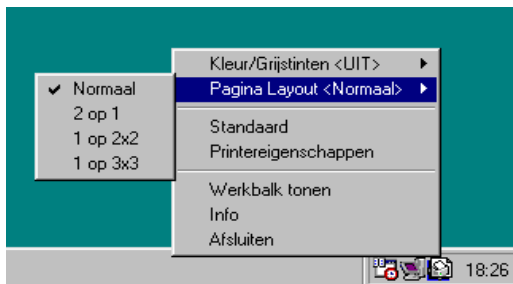 Kleur/Grijstinten <UIT>
Pagina Layout <Normaal>
Normaal
2 op 1
1 op 2x2
1 op 3x3
Standaard
Printereigenschappen
Werkbalk tonen
Info
Afsluiten
18:26